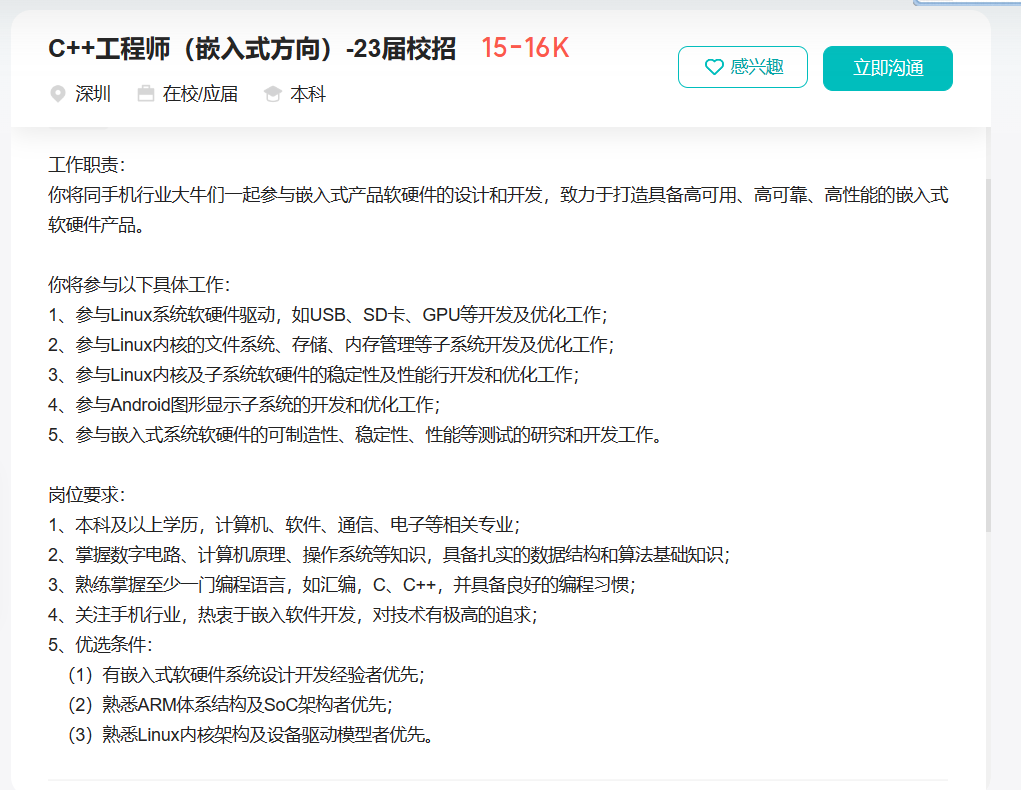 C++工程师（嵌入式方向）-23届校招 15-16K
感兴趣 立即沟通
深圳 在校/应届 本科
工作职责：
你将同手机行业大牛们一起参与嵌入式产品软硬件的设计和开发，致力于打造具备高可用、高可靠、高性能的嵌入式
软硬件产品。
你将参与以下具体工作：
1、参与Linux系统软硬件驱动，如USB、SD卡、GPU等开发及优化工作；
2、参与Linux内核的文件系统、存储、内存管理等子系统开发及优化工作；
3、参与Linux内核及子系统软硬件的稳定性及性能行开发和优化工作；
4、参与Android图形显示子系统的开发和优化工作；
5、参与嵌入式系统软硬件的可制造性、稳定性、性能等测试的研究和开发工作。
岗位要求：
1、本科及以上学历，计算机、软件、通信、电子等相关专业；
2、掌握数字电路、计算机原理、操作系统等知识，具备扎实的数据结构和算法基础知识；
3、熟练掌握至少一门编程语言，如汇编，C、C++，并具备良好的编程习惯；
4、关注手机行业，热衷于嵌入软件开发，对技术有极高的追求；
5、优选条件：
（1）有嵌入式软硬件系统设计开发经验者优先；
（2）熟悉ARM体系结构及SoC架构者优先；
（3）熟悉Linux内核架构及设备驱动模型者优先。